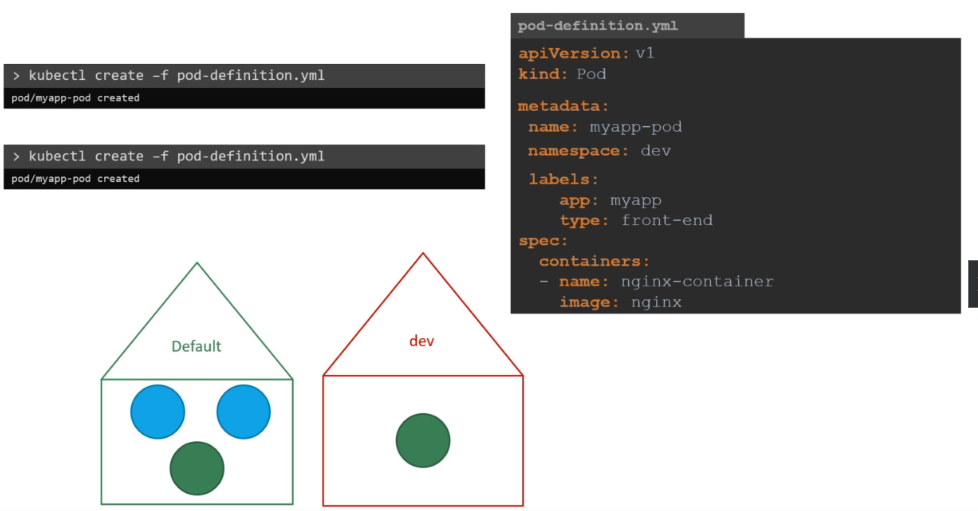 > kubectl create –f pod-definition.yml
pod/myapp-pod created
> kubectl create –f pod-definition.yml
pod/myapp-pod created
pod-definition.yml
apiVersion: v1
kind: Pod
metadata:
name: myapp-pod
namespace: dev
labels:
app: myapp
type: front-end
spec:
containers:
- name: nginx-container
image: nginx
Default
dev